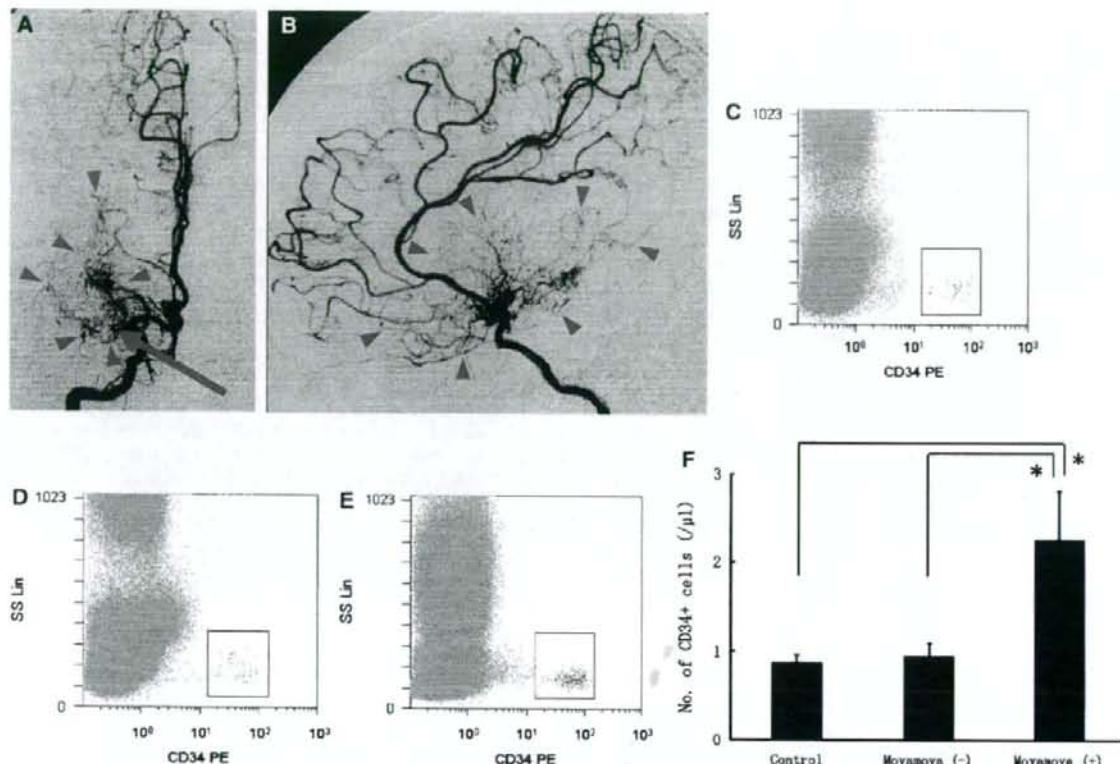 A
B
C
1023
SS Lin
0
10⁰ 10¹ 10² 10³
CD34 PE
D
1023
SS Lin
0
10⁰ 10¹ 10² 10³
CD34 PE
E
1023
SS Lin
0
10⁰ 10¹ 10² 10³
CD34 PE
F
No. of CD34+ cells (/μl)
3
2
1
0
* *
Control Moyamoya (-) Moyamoya (+)